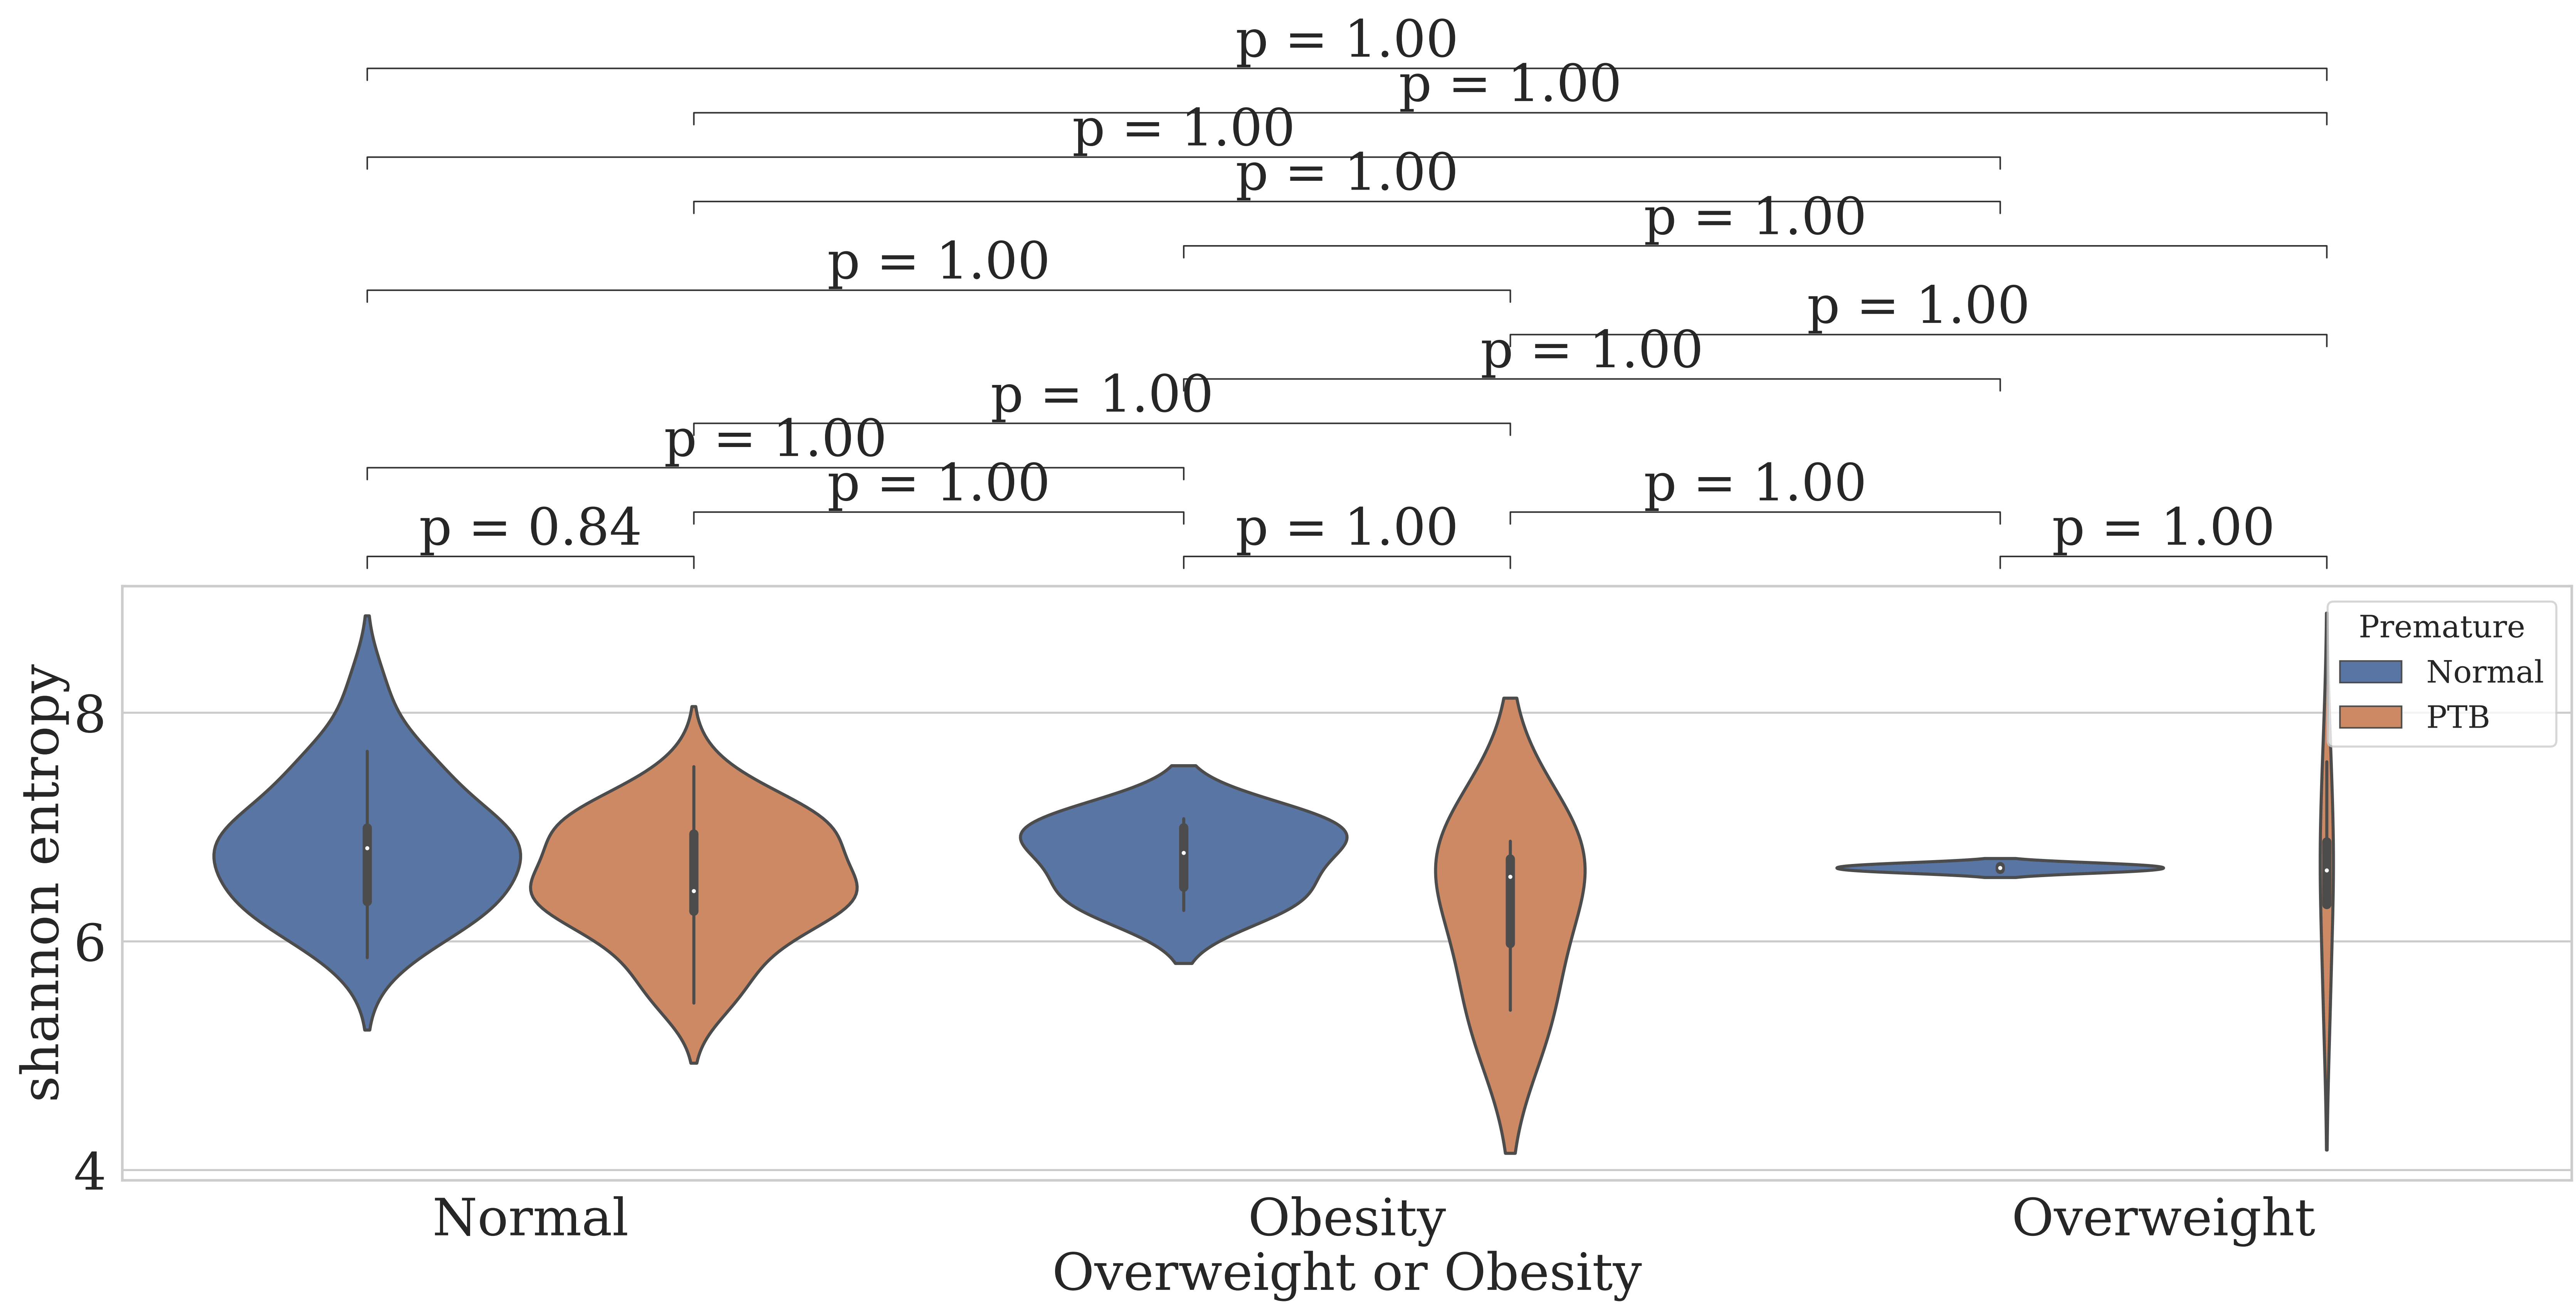 p = 1.00
p = 1.00
p = 1.00
p = 1.00
p = 1.00
p = 1.00
p = 1.00
p = 1.00
p = 1.00
p = 1.00
p = 1.00 p = 1.00
p = 0.84 p = 1.00 p = 1.00
Premature
Normal
PTB
shannon entropy
8
6
4
Normal Obesity Overweight
Overweight or Obesity